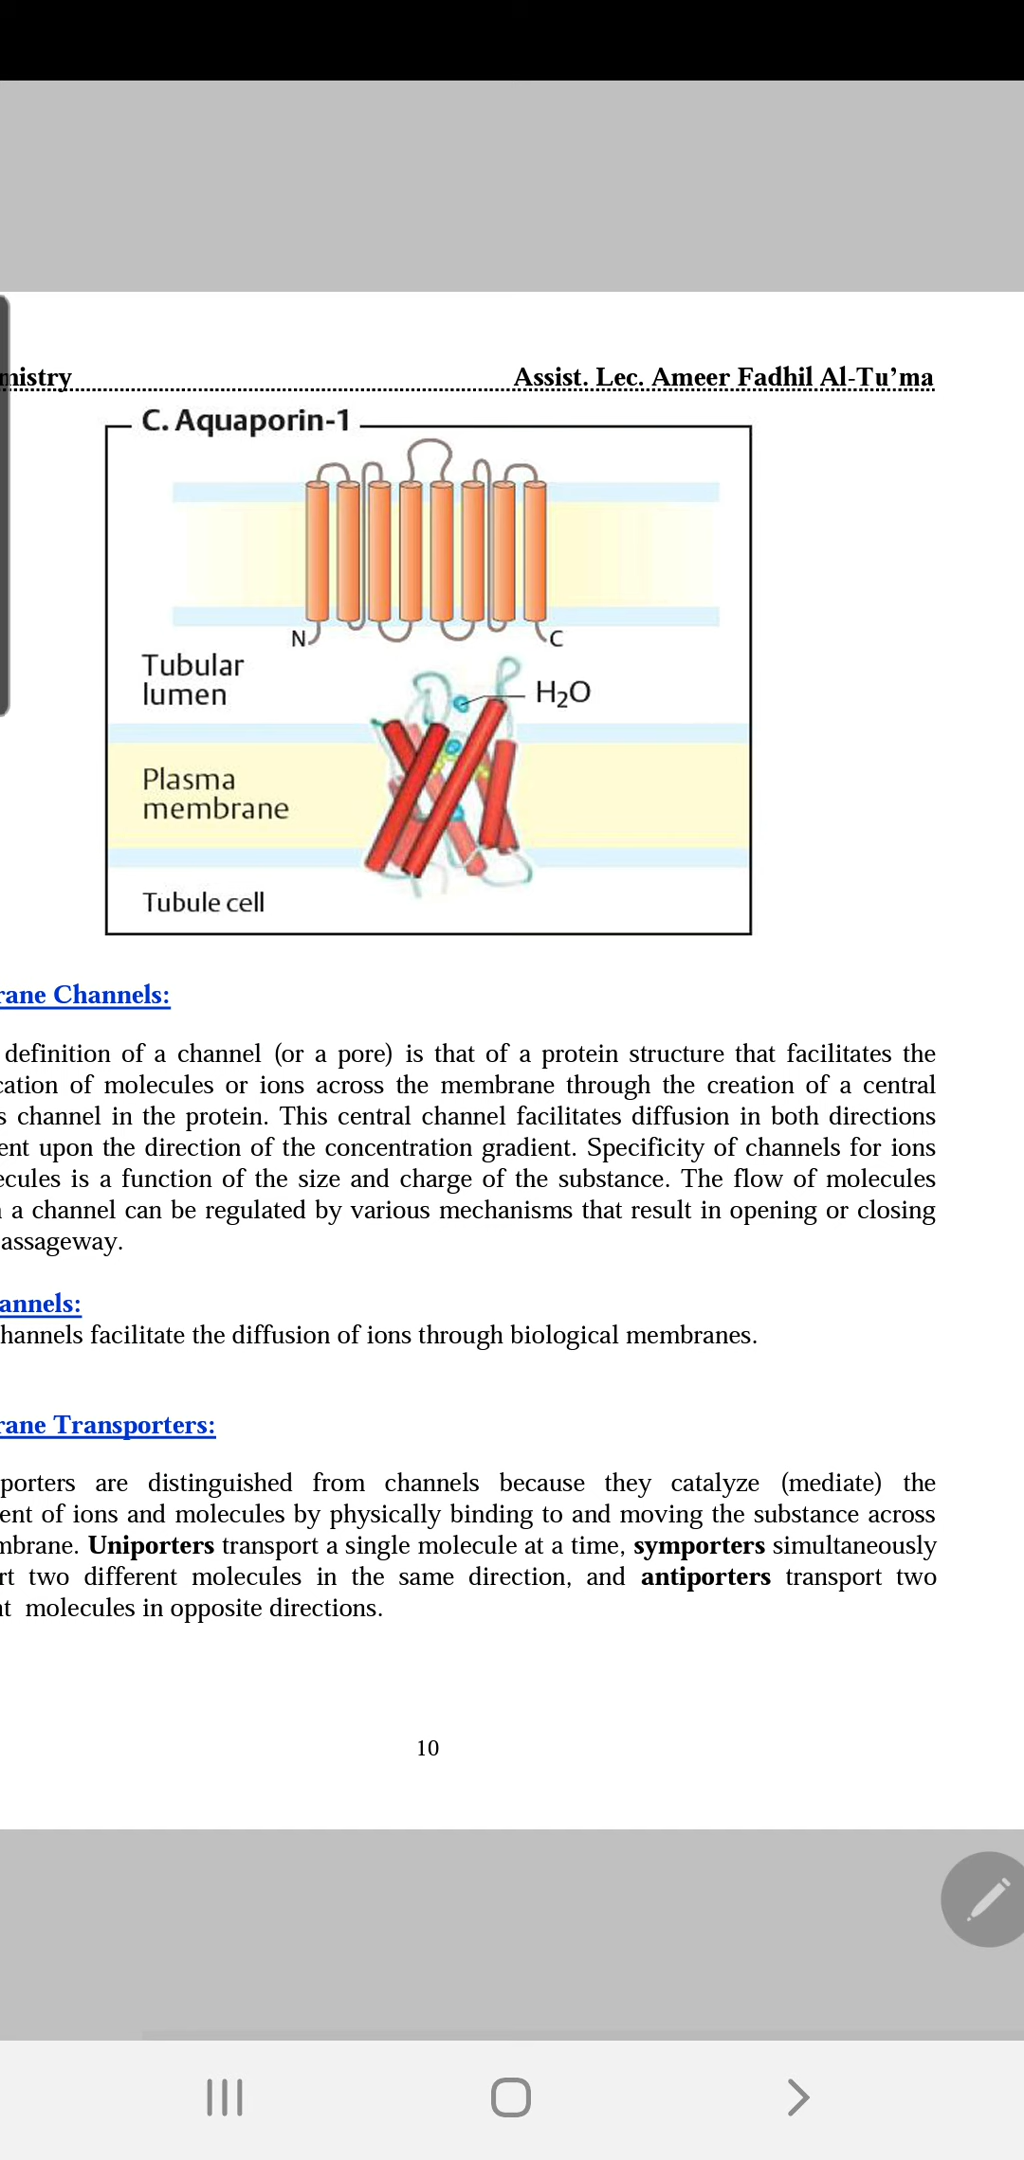 mistry Assist. Lec. Ameer Fadhil Al-Tu’ma
C. Aquaporin-1
N C
Tubular
lumen
H₂O
Plasma
membrane
Tubule cell
rane Channels:
definition of a channel (or a pore) is that of a protein structure that facilitates the
cation of molecules or ions across the membrane through the creation of a central
s channel in the protein. This central channel facilitates diffusion in both directions
ent upon the direction of the concentration gradient. Specificity of channels for ions
ecules is a function of the size and charge of the substance. The flow of molecules
a channel can be regulated by various mechanisms that result in opening or closing
assageway.
annels:
hannels facilitate the diffusion of ions through biological membranes.
rane Transporters:
porters are distinguished from channels because they catalyze (mediate) the
ent of ions and molecules by physically binding to and moving the substance across
mbrane. Uniporters transport a single molecule at a time, symporters simultaneously
rt two different molecules in the same direction, and antiporters transport two
nt molecules in opposite directions.
10